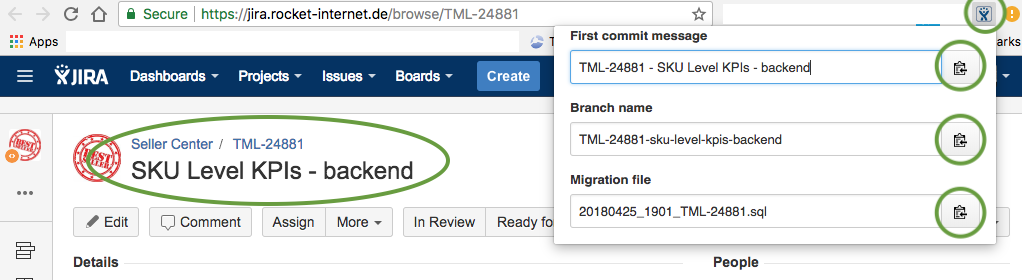 Secure https://jira.rocket-internet.de/browse/TML-24881
Apps
JIRA Dashboards Projects Issues Boards Create
First commit message
TML-24881 - SKU Level KPIs - backend
Branch name
TML-24881-sku-level-kpis-backend
Migration file
20180425_1901_TML-24881.sql
BEST
Seller Center / TML-24881
SKU Level KPIs - backend
Edit Comment Assign More In Review Ready fo
Details People